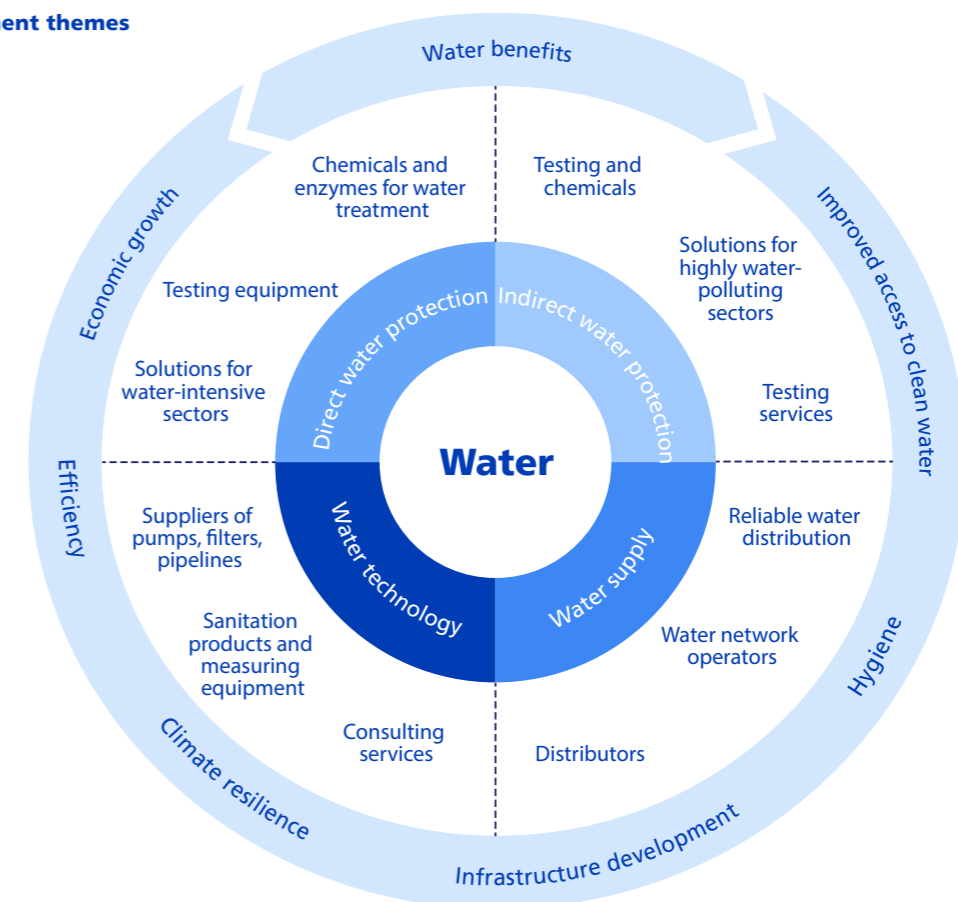 themes
Water benefits
Chemicals and
enzymes for water
treatment
Testing and
chemicals
Testing equipment
Solutions for
highly water-
polluting
sectors
Solutions for
water-intensive
sectors
Testing
services
Economic growth
Improved access to clean water
Direct water protection
Indirect water protection
Water
Efficiency
Suppliers of
pumps, filters,
pipelines
Reliable water
distribution
Water technology
Water supply
Sanitation
products and
measuring
equipment
Water network
operators
Hygiene
Consulting
services
Distributors
Climate resilience
Infrastructure development